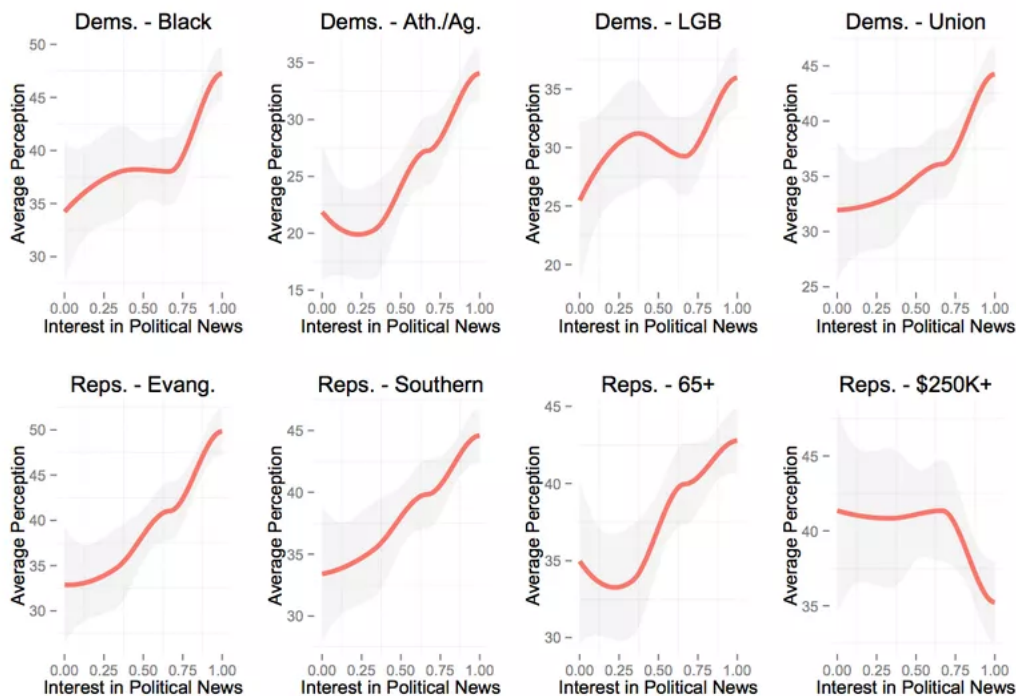 Dems. - Black
Dems. - Ath./Ag.
Dems. - LGB
Dems. - Union
Average Perception
50
45
40
35
30
0.00 0.25 0.50 0.75 1.00
Interest in Political News
Average Perception
35
30
25
20
15
0.00 0.25 0.50 0.75 1.00
Interest in Political News
Average Perception
35
30
25
20
0.00 0.25 0.50 0.75 1.00
Interest in Political News
Average Perception
45
40
35
30
25
0.00 0.25 0.50 0.75 1.00
Interest in Political News
Reps. - Evang.
Reps. - Southern
Reps. - 65+
Reps. - $250K+
Average Perception
50
45
40
35
30
0.00 0.25 0.50 0.75 1.00
Interest in Political News
Average Perception
45
40
35
30
0.00 0.25 0.50 0.75 1.00
Interest in Political News
Average Perception
45
40
35
30
0.00 0.25 0.50 0.75 1.00
Interest in Political News
Average Perception
45
40
35
0.00 0.25 0.50 0.75 1.00
Interest in Political News